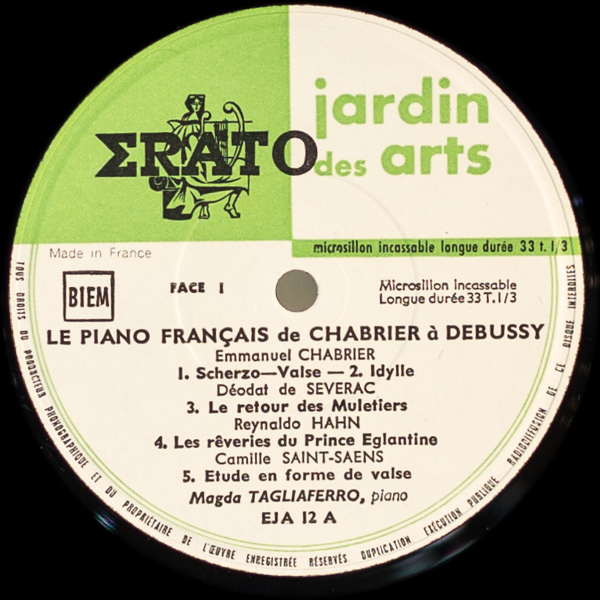 jardin
des arts
ΣRATO
microsillon incassable longue durée 33 t. 1/3
Made in France
BIEM
FACE 1
Microsillon incassable
Longue durée 33 T. 1/3
LE PIANO FRANÇAIS de CHABRIER à DEBUSSY
Emmanuel CHABRIER
1. Scherzo—Valse — 2. Idylle
Déodat de SEVERAC
3. Le retour des Muletiers
Reynaldo HAHN
4. Les rêveries du Prince Eglantine
Camille SAINT-SAENS
5. Etude en forme de valse
Magda TAGLIAFERRO, piano
EJA 12 A
TOUS DROITS DU PRODUCTEUR PHONOGRAPHIQUE ET DU PROPRIÉTAIRE DE L'ŒUVRE ENREGISTRÉE RÉSERVÉS DUPLICATION EXÉCUTION PUBLIQUE RADIODIFFUSION DE CE DISQUE INTERDITES